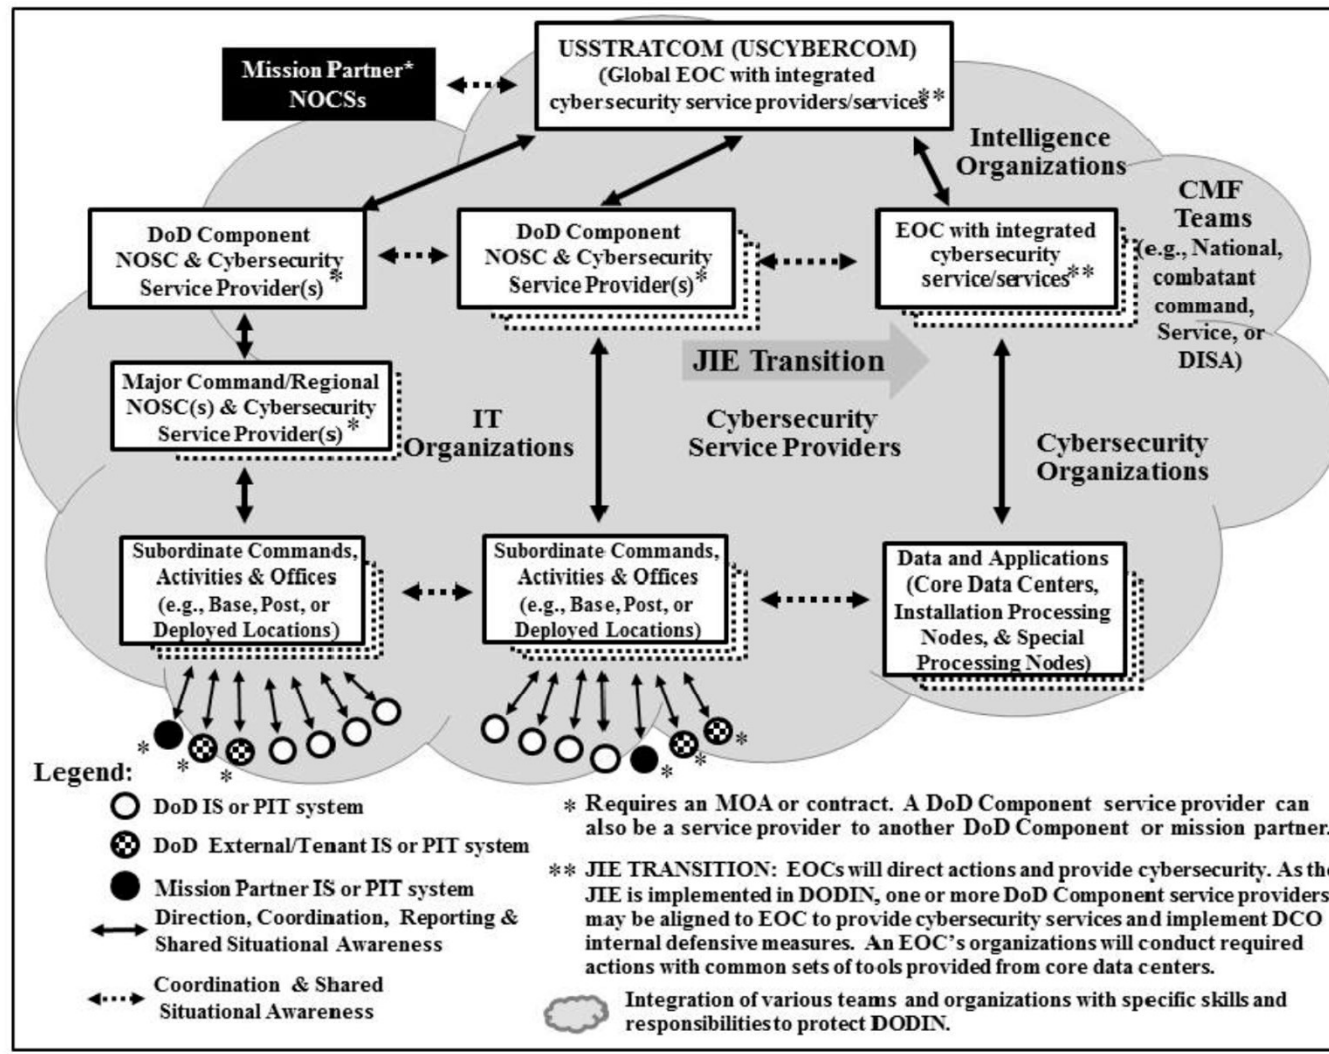 USSTRATCOM (USCYBERCOM)
(Global EOC with integrated
cybersecurity service providers/services**
Mission Partner*
NOCSs
Intelligence
Organizations
CMF
Teams
(e.g., National,
combatant
command,
Service, or
DISA)
DoD Component
NOSC & Cybersecurity
Service Provider(s)*
DoD Component
NOSC & Cybersecurity
Service Provider(s)*
EOC with integrated
cybersecurity
service/services**
JIE Transition
Major Command/Regional
NOSC(s) & Cybersecurity
Service Provider(s)*
IT
Organizations
Cybersecurity
Service Providers
Cybersecurity
Organizations
Subordinate Commands,
Activities & Offices
(e.g., Base, Post, or
Deployed Locations)
Subordinate Commands,
Activities & Offices
(e.g., Base, Post, or
Deployed Locations)
Data and Applications
(Core Data Centers,
Installation Processing
Nodes, & Special
Processing Nodes)
*
*
*
*
*
*
Legend:
DoD IS or PIT system
DoD External/Tenant IS or PIT system
Mission Partner IS or PIT system
Direction, Coordination, Reporting &
Shared Situational Awareness
Coordination & Shared
Situational Awareness
* Requires an MOA or contract. A DoD Component service provider can
also be a service provider to another DoD Component or mission partner.
** JIE TRANSITION: EOCs will direct actions and provide cybersecurity. As the
JIE is implemented in DODIN, one or more DoD Component service providers
may be aligned to EOC to provide cybersecurity services and implement DCO
internal defensive measures. An EOC's organizations will conduct required
actions with common sets of tools provided from core data centers.
Integration of various teams and organizations with specific skills and
responsibilities to protect DODIN.